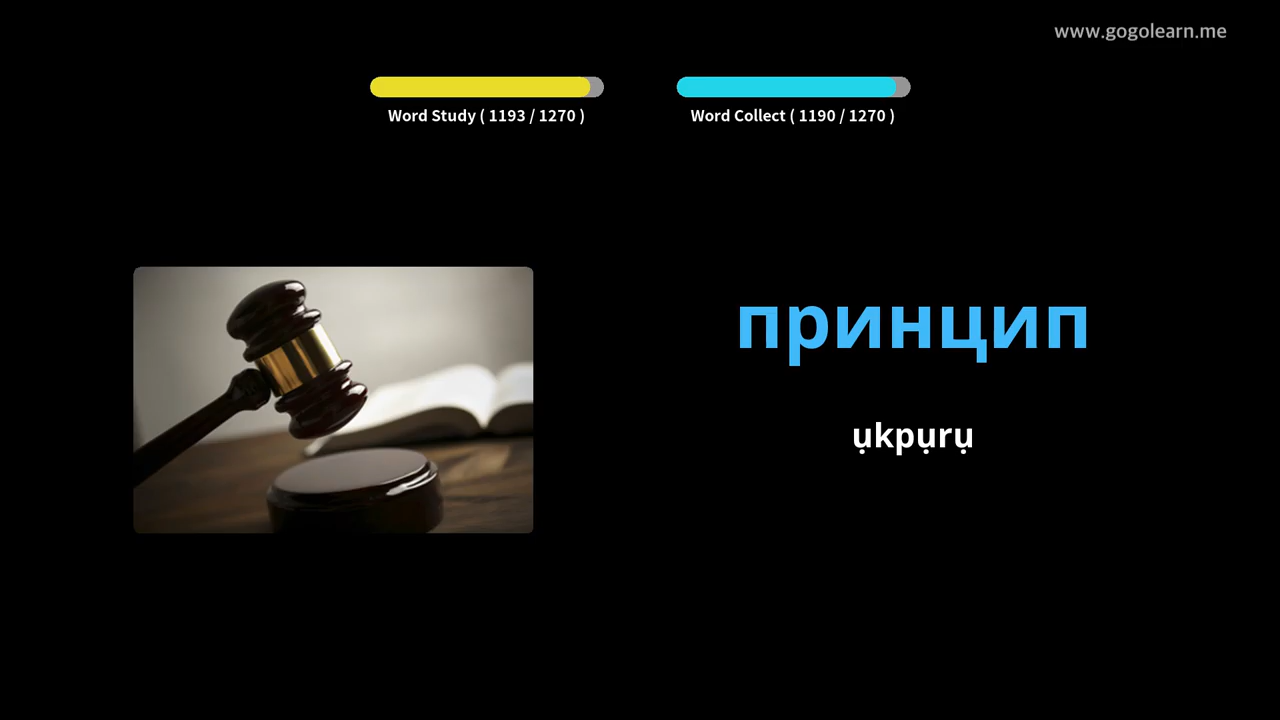 www.gogolearn.me
Word Study ( 1193 / 1270 )
Word Collect ( 1190 / 1270 )
принцип
ụkpụrụ